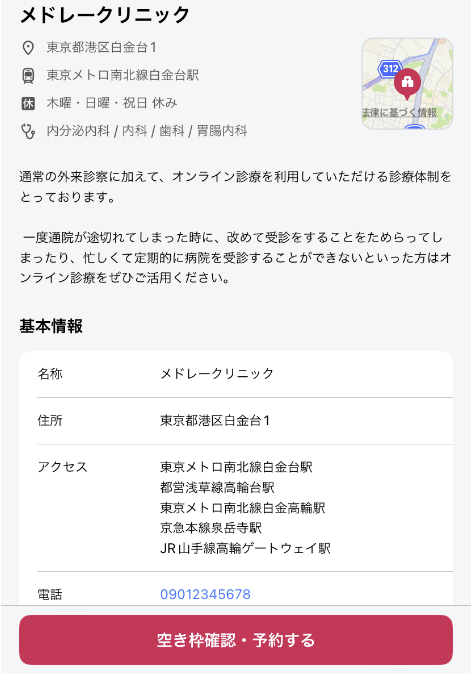 メドレークリニック
東京都港区白金台1
東京メトロ南北線白金台駅
休 木曜・日曜・祝日 休み
内分泌内科 / 内科 / 歯科 / 胃腸内科
312
法律に基づく情報
通常の外来診察に加えて、オンライン診療を利用していただける診療体制を
とっております。
一度通院が途切れてしまった時に、改めて受診をすることをためらってし
まったり、忙しくて定期的に病院を受診することができないといった方はオ
ンライン診療をぜひご活用ください。
基本情報
名称 メドレークリニック
住所 東京都港区白金台1
アクセス 東京メトロ南北線白金台駅
都営浅草線高輪台駅
東京メトロ南北線白金高輪駅
京急本線泉岳寺駅
JR山手線高輪ゲートウェイ駅
電話 09012345678
空き枠確認・予約する